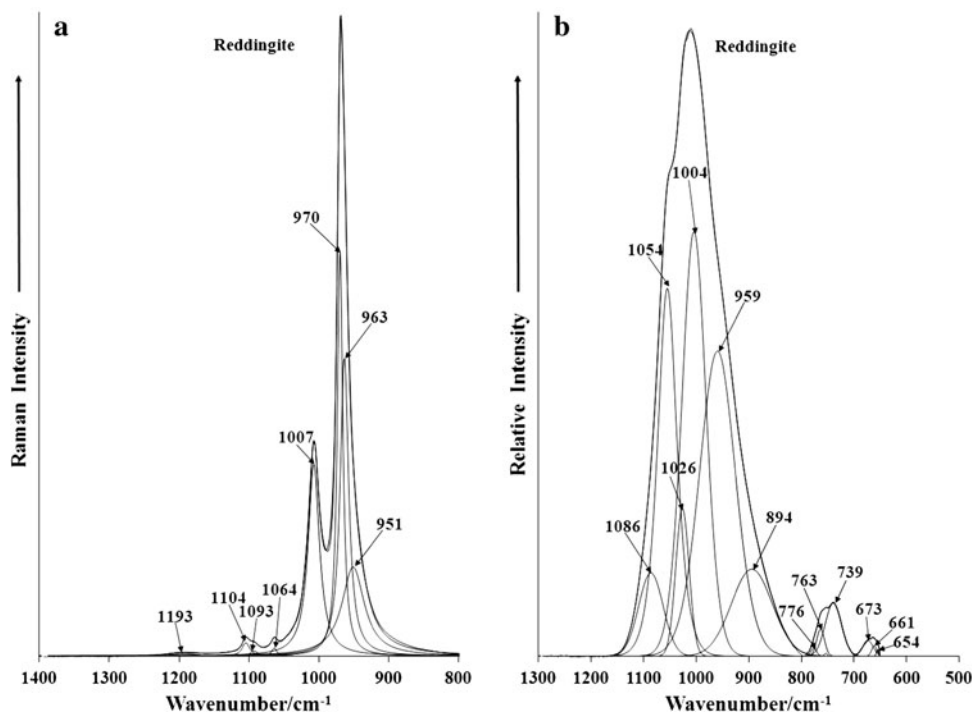 a
Reddingite
Raman Intensity
970
963
1007
951
1193
1104
1093
1064
1400 1300 1200 1100 1000 900 800
Wavenumber/cm-1
b
Reddingite
Relative Intensity
1004
1054
959
1026
1086
894
763
739
776
673
661
654
1300 1200 1100 1000 900 800 700 600 500
Wavenumber/cm-1